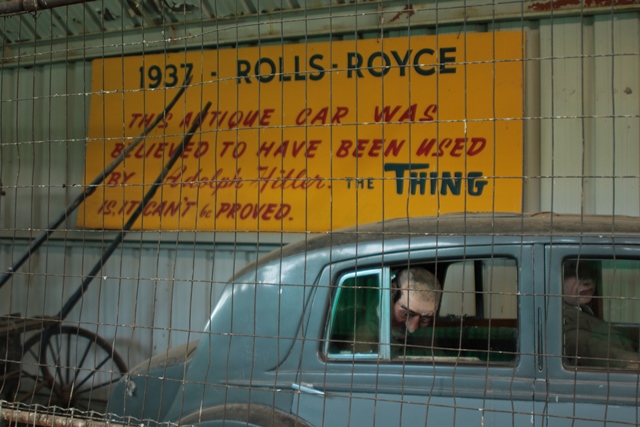 1937 - ROLLS-ROYCE
THIS ANTIQUE CAR WAS
BELIEVED TO HAVE BEEN USED
BY Adolph Hitler. THE THING
IS, IT CAN'T be PROVED.